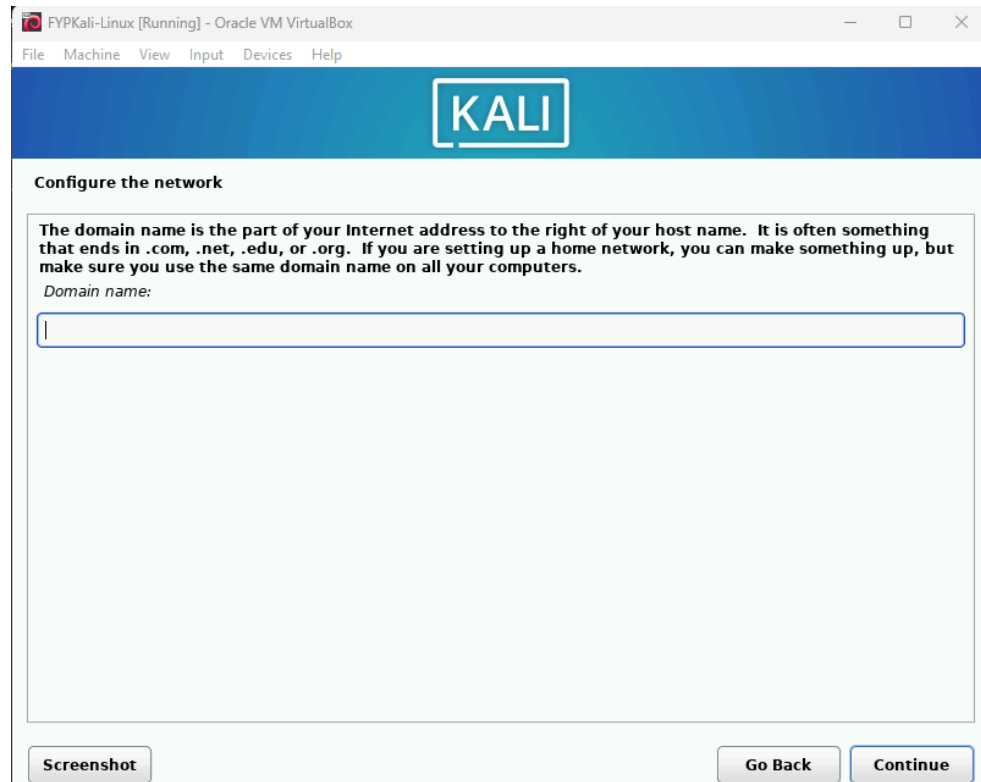 FYPKali-Linux [Running] - Oracle VM VirtualBox
File Machine View Input Devices Help
KALI
Configure the network
The domain name is the part of your Internet address to the right of your host name. It is often something
that ends in .com, .net, .edu, or .org. If you are setting up a home network, you can make something up, but
make sure you use the same domain name on all your computers.
Domain name:
Screenshot Go Back Continue